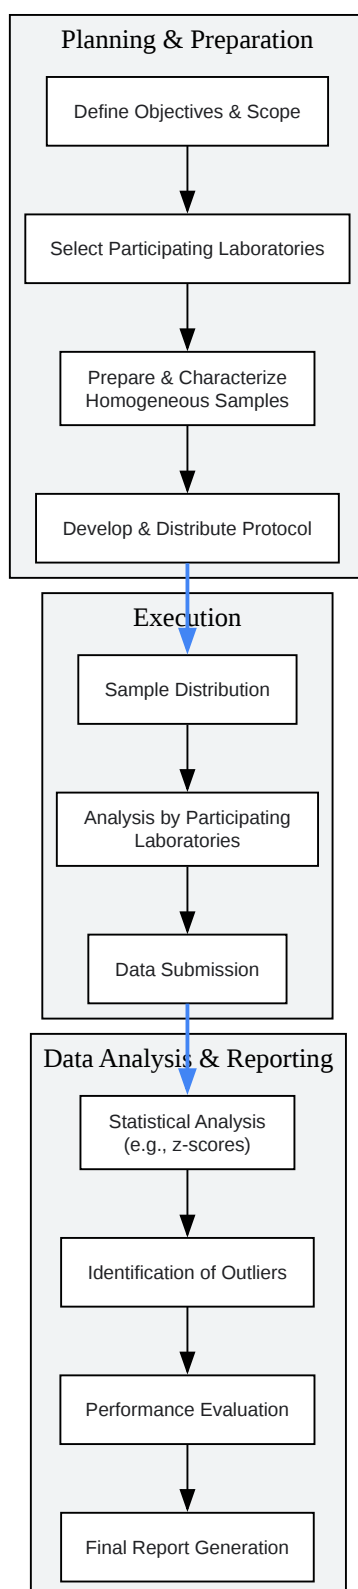 Planning & Preparation
Define Objectives & Scope
Select Participating Laboratories
Prepare & Characterize
Homogeneous Samples
Develop & Distribute Protocol
Execution
Sample Distribution
Analysis by Participating
Laboratories
Data Submission
Data Analysis & Reporting
Statistical Analysis
(e.g., z-scores)
Identification of Outliers
Performance Evaluation
Final Report Generation